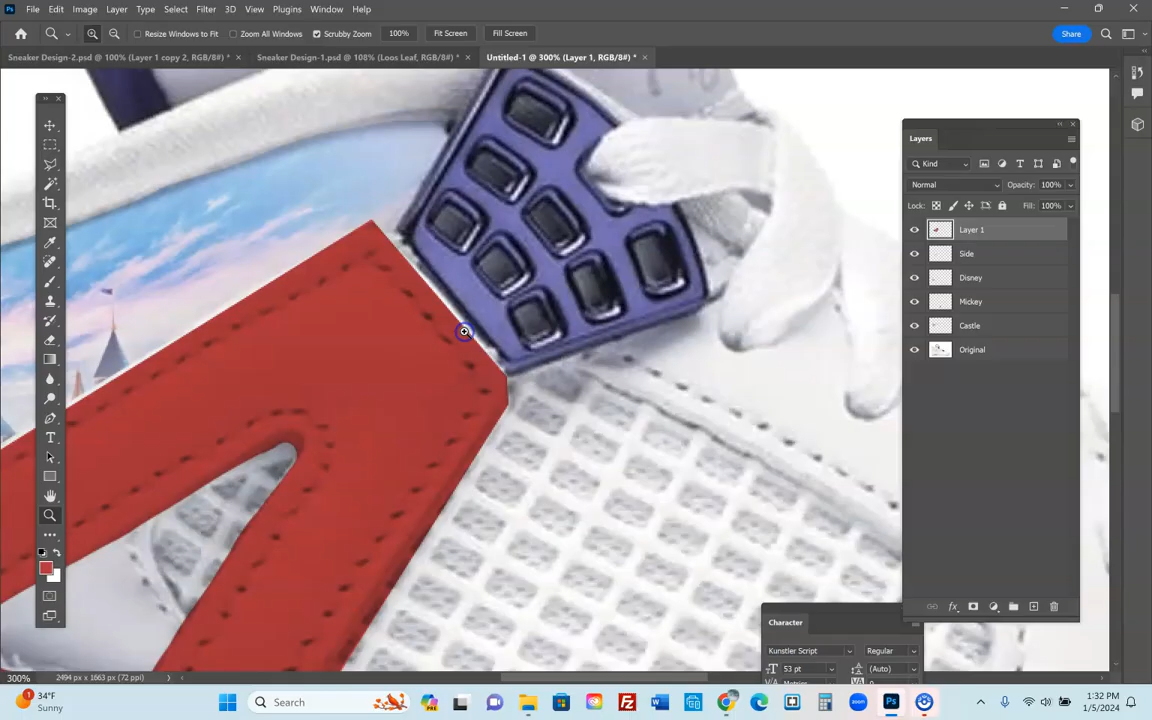 File Edit Image Layer Type Select Filter 3D View Plugins Window Help
Resize Windows to Fit Zoom All Windows Scrubby Zoom 100% Fit Screen Fill Screen Share
Sneaker Design-2.psd @ 100% (Layer 1 copy 2, RGB/8#) * × Sneaker Design-1.psd @ 108% (Loos Leaf, RGB/8#) * × Untitled-1 @ 300% (Layer 1, RGB/8#) * ×
Layers
Kind
Normal Opacity: 100%
Lock: Fill: 100%
Layer 1
Side
Disney
Mickey
Castle
Original
Character
Kunstler Script Regular
53 pt (Auto)
300% 2494 px x 1663 px (72 ppi)
34°F
Sunny
Search
1:32 PM
1/5/2024